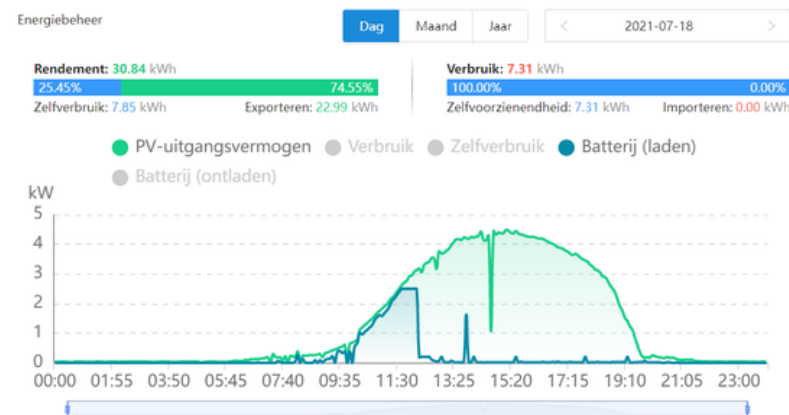 Energiebeheer
Dag Maand Jaar < 2021-07-18 >
Rendement: 30.84 kWh
25.45% 74.55%
Zelfverbruik: 7.85 kWh Exporteren: 22.99 kWh
Verbruik: 7.31 kWh
100.00% 0.00%
Zelfvoorzienendheid: 7.31 kWh Importeren: 0.00 kWh
PV-uitgangsvermogen Verbruik Zelfverbruik Batterij (laden)
Batterij (ontladen)
kW
5
4
3
2
1
0
00:00 01:55 03:50 05:45 07:40 09:35 11:30 13:25 15:20 17:15 19:10 21:05 23:00